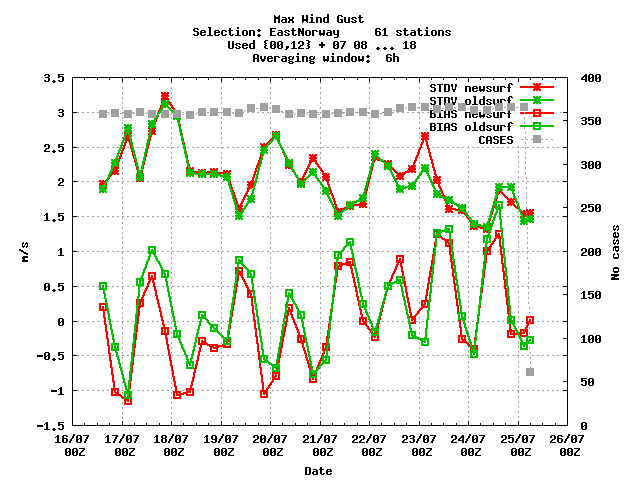 Max Wind Gust
Selection: EastNorway 61 stations
Used {00,12} + 07 08 ... 18
Averaging window: 6h
3.5
3
2.5
2
1.5
1
0.5
0
-0.5
-1
-1.5
m/s
STDV newsurf
STDV oldsurf
BIAS newsurf
BIAS oldsurf
CASES
400
350
300
250
200
150
100
50
0
No cases
16/07 17/07 18/07 19/07 20/07 21/07 22/07 23/07 24/07 25/07 26/07
00Z 00Z 00Z 00Z 00Z 00Z 00Z 00Z 00Z 00Z 00Z
Date